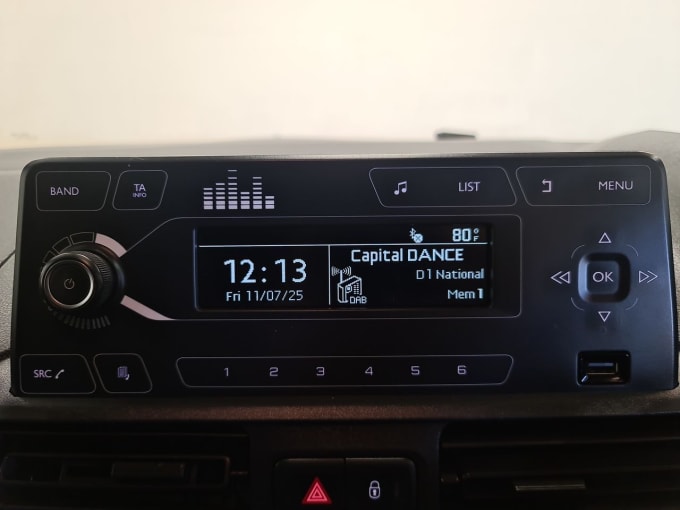 BAND
TA
INFO
LIST
MENU
80°F
12:13
Fri 11/07/25
Capital DANCE
D1 National
DAB
Mem 1
OK
SRC
1 2 3 4 5 6